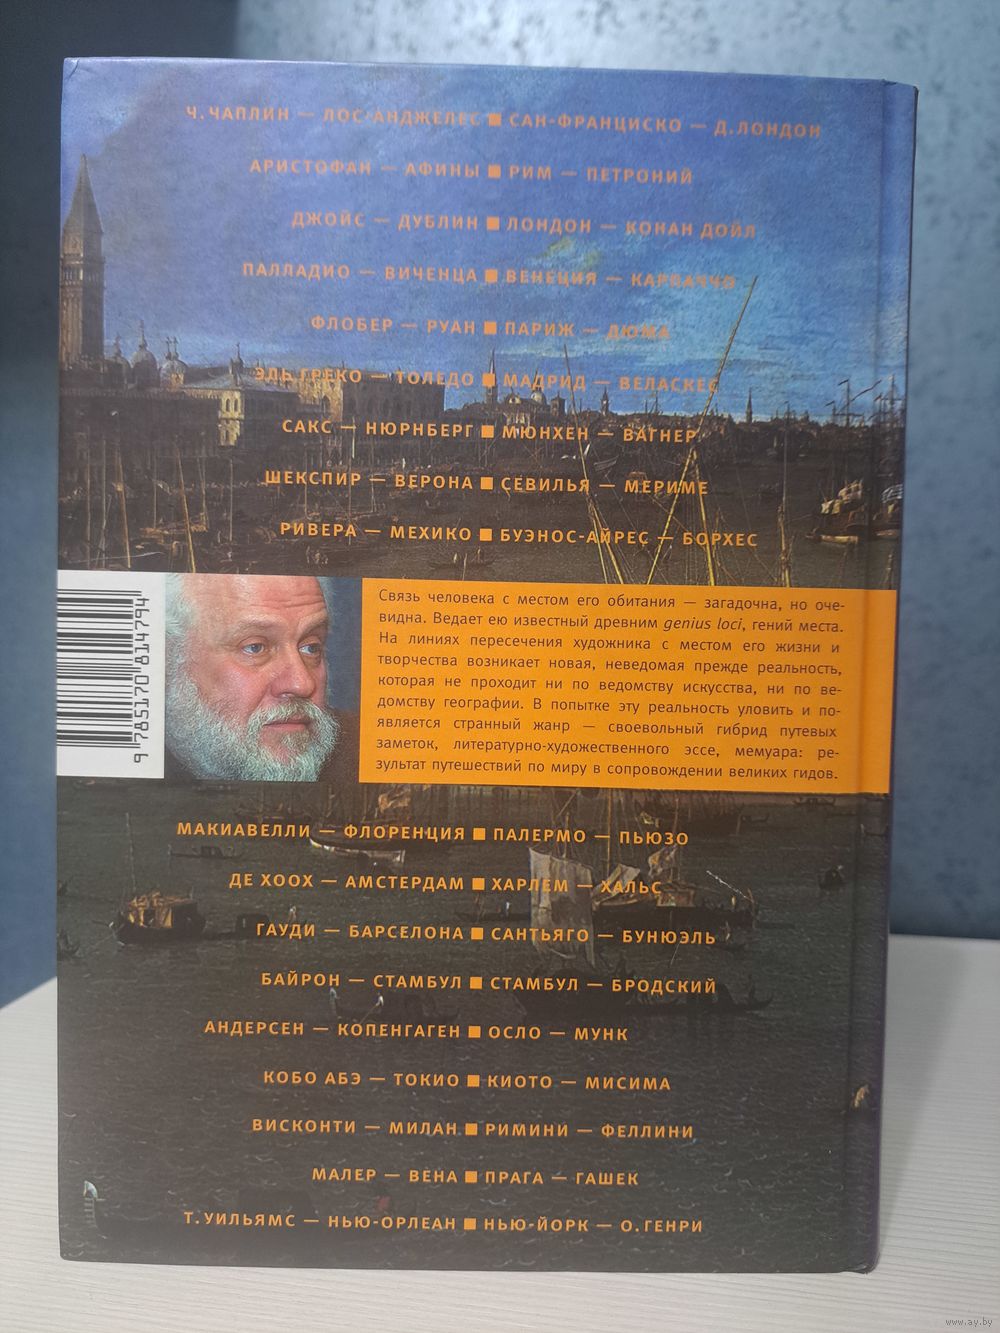 Ч. ЧАПЛИН — ЛОС-АНДЖЕЛЕС ■ САН-ФРАНЦИСКО — Д. ЛОНДОН
АРИСТОФАН — АФИНЫ ■ РИМ — ПЕТРОНИЙ
ДЖОЙС — ДУБЛИН ■ ЛОНДОН — КОНАН ДОЙЛ
ПАЛЛАДИО — ВИЧЕНЦА ■ ВЕНЕЦИЯ — КАРПАЧЧО
ФЛОБЕР — РУАН ■ ПАРИЖ — ДЮМА
ЭЛЬ ГРЕКО — ТОЛЕДО ■ МАДРИД — ВЕЛАСКЕС
САКС — НЮРНБЕРГ ■ МЮНХЕН — ВАГНЕР
ШЕКСПИР — ВЕРОНА ■ СЕВИЛЬЯ — МЕРИМЕ
РИВЕРА — МЕХИКО ■ БУЭНОС-АЙРЕС — БОРХЕС
9785170814794
Связь человека с местом его обитания — загадочна, но оче-
видна. Ведает ею известный древним genius loci, гений места.
На линиях пересечения художника с местом его жизни и
творчества возникает новая, неведомая прежде реальность,
которая не проходит ни по ведомству искусства, ни по ве-
домству географии. В попытке эту реальность уловить и по-
является странный жанр — своевольный гибрид путевых
заметок, литературно-художественного эссе, мемуара: ре-
зультат путешествий по миру в сопровождении великих гидов.
МАКИАВЕЛЛИ — ФЛОРЕНЦИЯ ■ ПАЛЕРМО — ПЬЮЗО
ДЕ ХООХ — АМСТЕРДАМ ■ ХАРЛЕМ — ХАЛЬС
ГАУДИ — БАРСЕЛОНА ■ САНТЬЯГО — БУНЮЭЛЬ
БАЙРОН — СТАМБУЛ ■ СТАМБУЛ — БРОДСКИЙ
АНДЕРСЕН — КОПЕНГАГЕН ■ ОСЛО — МУНК
КОБО АБЭ — ТОКИО ■ КИОТО — МИСИМА
ВИСКОНТИ — МИЛАН ■ РИМИНИ — ФЕЛЛИНИ
МАЛЕР — ВЕНА ■ ПРАГА — ГАШЕК
Т. УИЛЬЯМС — НЬЮ-ОРЛЕАН ■ НЬЮ-ЙОРК — О. ГЕНРИ
www.ay.by